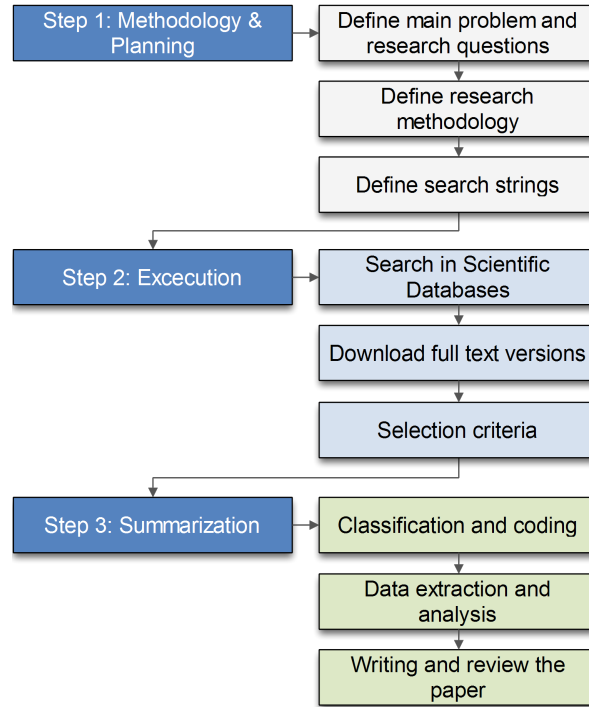 Step 1: Methodology &
Planning
Define main problem and
research questions
Define research
methodology
Define search strings
Step 2: Excecution
Search in Scientific
Databases
Download full text versions
Selection criteria
Step 3: Summarization
Classification and coding
Data extraction and
analysis
Writing and review the
paper